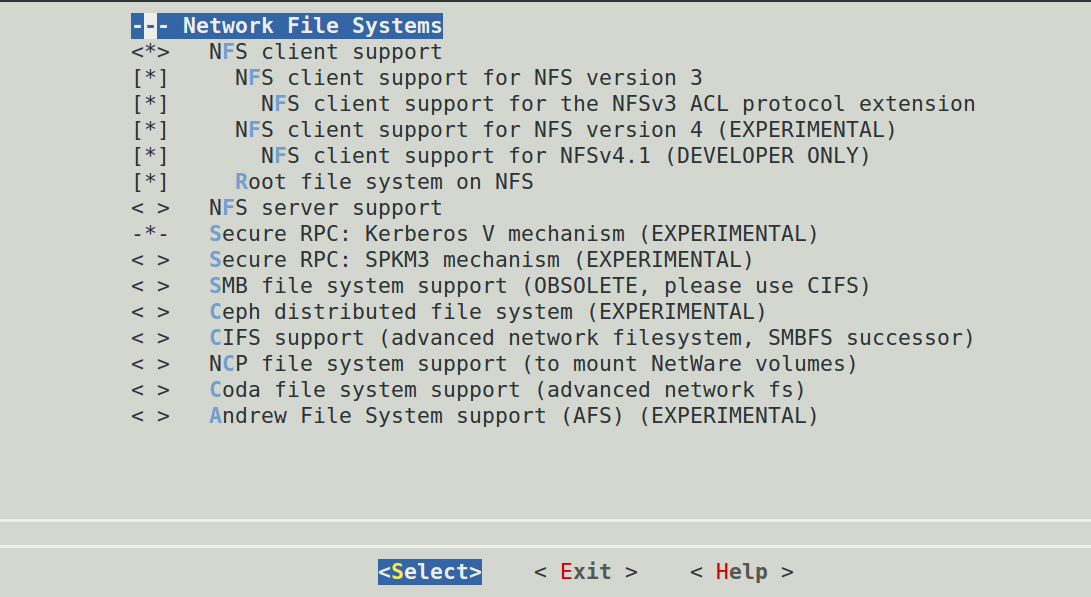 --- Network File Systems
<*>   NFS client support
[*]     NFS client support for NFS version 3
[*]       NFS client support for the NFSv3 ACL protocol extension
[*]     NFS client support for NFS version 4 (EXPERIMENTAL)
[*]       NFS client support for NFSv4.1 (DEVELOPER ONLY)
[*]     Root file system on NFS
< >   NFS server support
-*-   Secure RPC: Kerberos V mechanism (EXPERIMENTAL)
< >   Secure RPC: SPKM3 mechanism (EXPERIMENTAL)
< >   SMB file system support (OBSOLETE, please use CIFS)
< >   Ceph distributed file system (EXPERIMENTAL)
< >   CIFS support (advanced network filesystem, SMBFS successor)
< >   NCP file system support (to mount NetWare volumes)
< >   Coda file system support (advanced network fs)
< >   Andrew File System support (AFS) (EXPERIMENTAL)
<Select>    < Exit >    < Help >